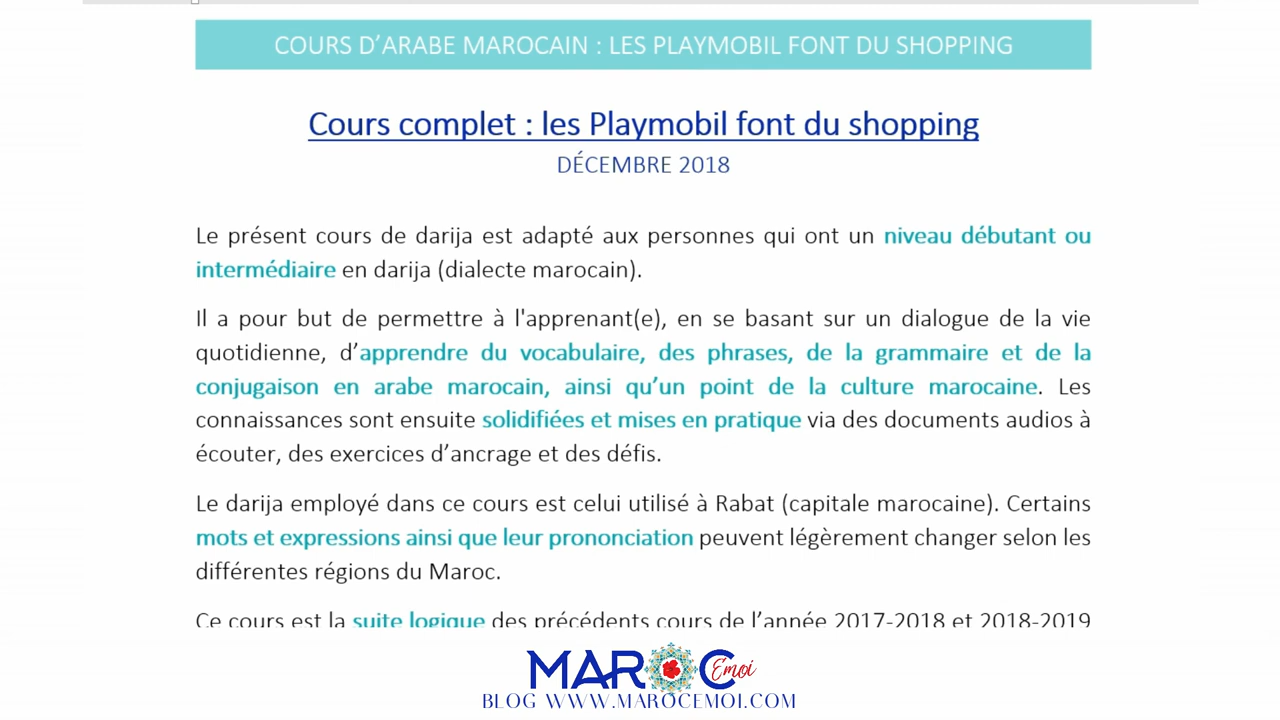 COURS D'ARABE MAROCAIN : LES PLAYMOBIL FONT DU SHOPPING
Cours complet : les Playmobil font du shopping
DÉCEMBRE 2018
Le présent cours de darija est adapté aux personnes qui ont un niveau débutant ou
intermédiaire en darija (dialecte marocain).
Il a pour but de permettre à l'apprenant(e), en se basant sur un dialogue de la vie
quotidienne, d'apprendre du vocabulaire, des phrases, de la grammaire et de la
conjugaison en arabe marocain, ainsi qu'un point de la culture marocaine. Les
connaissances sont ensuite solidifiées et mises en pratique via des documents audios à
écouter, des exercices d'ancrage et des défis.
Le darija employé dans ce cours est celui utilisé à Rabat (capitale marocaine). Certains
mots et expressions ainsi que leur prononciation peuvent légèrement changer selon les
différentes régions du Maroc.
Ce cours est la suite logique des précédents cours de l'année 2017-2018 et 2018-2019
MAROC Emoi
BLOG WWW.MAROCEMOI.COM